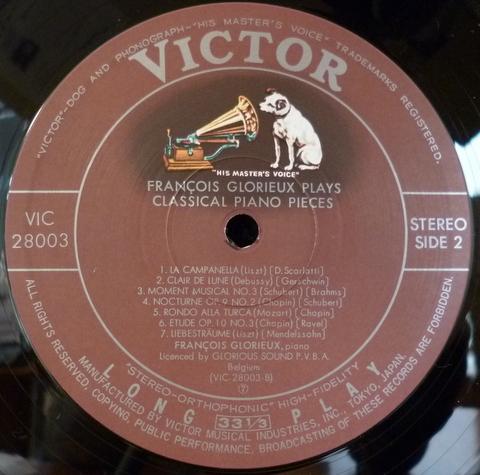 "VICTOR"-DOG AND PHONOGRAPH-"HIS MASTER'S VOICE" TRADEMARKS REGISTERED.
VICTOR
"HIS MASTER'S VOICE"
FRANÇOIS GLORIEUX PLAYS
CLASSICAL PIANO PIECES
VIC
28003
STEREO
SIDE 2
1. LA CAMPANELLA (Liszt) [D. Scarlatti]
2. CLAIR DE LUNE (Debussy) [Gerschwin]
3. MOMENT MUSICAL NO. 3 (Schubert) [Brahms]
4. NOCTURNE OP. 9 NO. 2 (Chopin) [Schubert]
5. RONDO ALLA TURCA (Mozart) [Chopin]
6. ETUDE OP. 10 NO. 3 (Chopin) [Ravel]
7. LIEBESTRÄUME (Liszt) [Mendelssohn]
FRANÇOIS GLORIEUX, piano
Licenced by GLORIOUS SOUND P.V.B.A.
Belgium
(VIC-28003-B)
"STEREO-ORTHOPHONIC" HIGH-FIDELITY
LONG 33 1/3 PLAY
MANUFACTURED BY VICTOR MUSICAL INDUSTRIES, INC., TOKYO, JAPAN.
ALL RIGHTS RESERVED, COPYING, PUBLIC PERFORMANCE, BROADCASTING OF THESE RECORDS ARE FORBIDDEN.